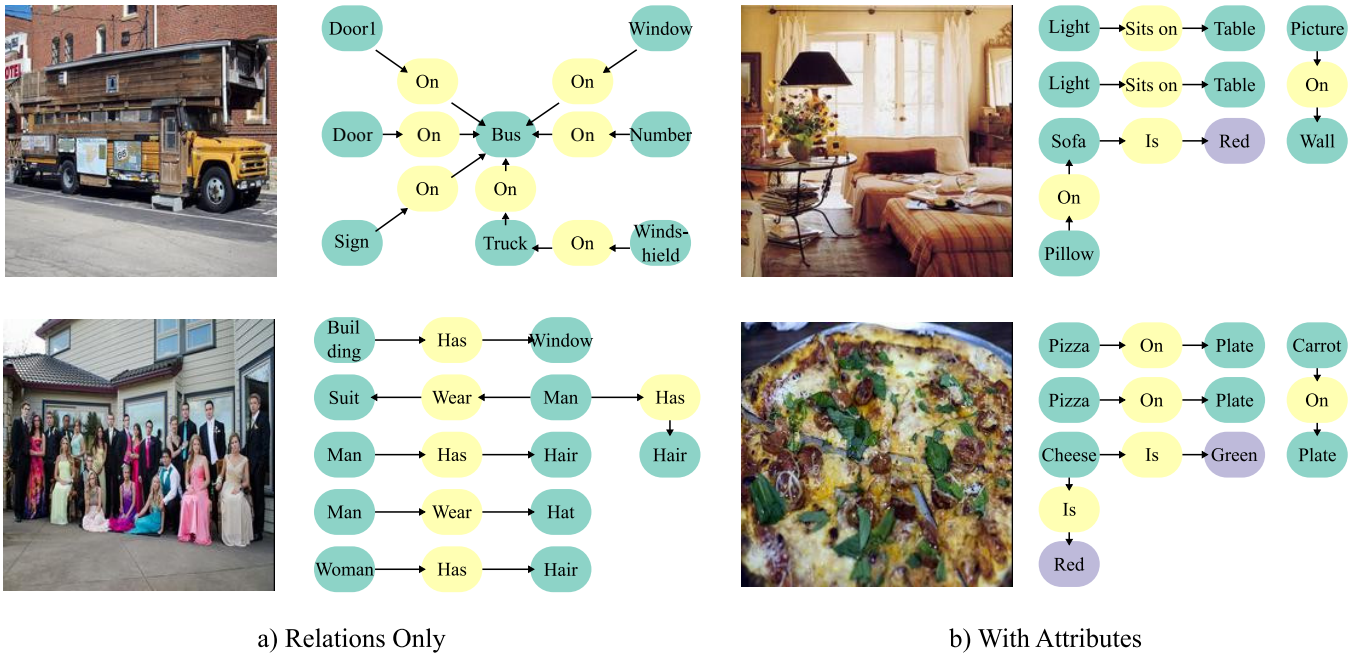 Door1
Window
On
On
Door
On
Bus
On
Number
On
On
Sign
Truck
On
Winds-
hield
OTEL
Light
Sits on
Table
Picture
Light
Sits on
Table
On
Sofa
Is
Red
Wall
On
Pillow
Buil
ding
Has
Window
Suit
Wear
Man
Has
Man
Has
Hair
Hair
Man
Wear
Hat
Woman
Has
Hair
Pizza
On
Plate
Carrot
Pizza
On
Plate
On
Cheese
Is
Green
Plate
Is
Red
a) Relations Only
b) With Attributes